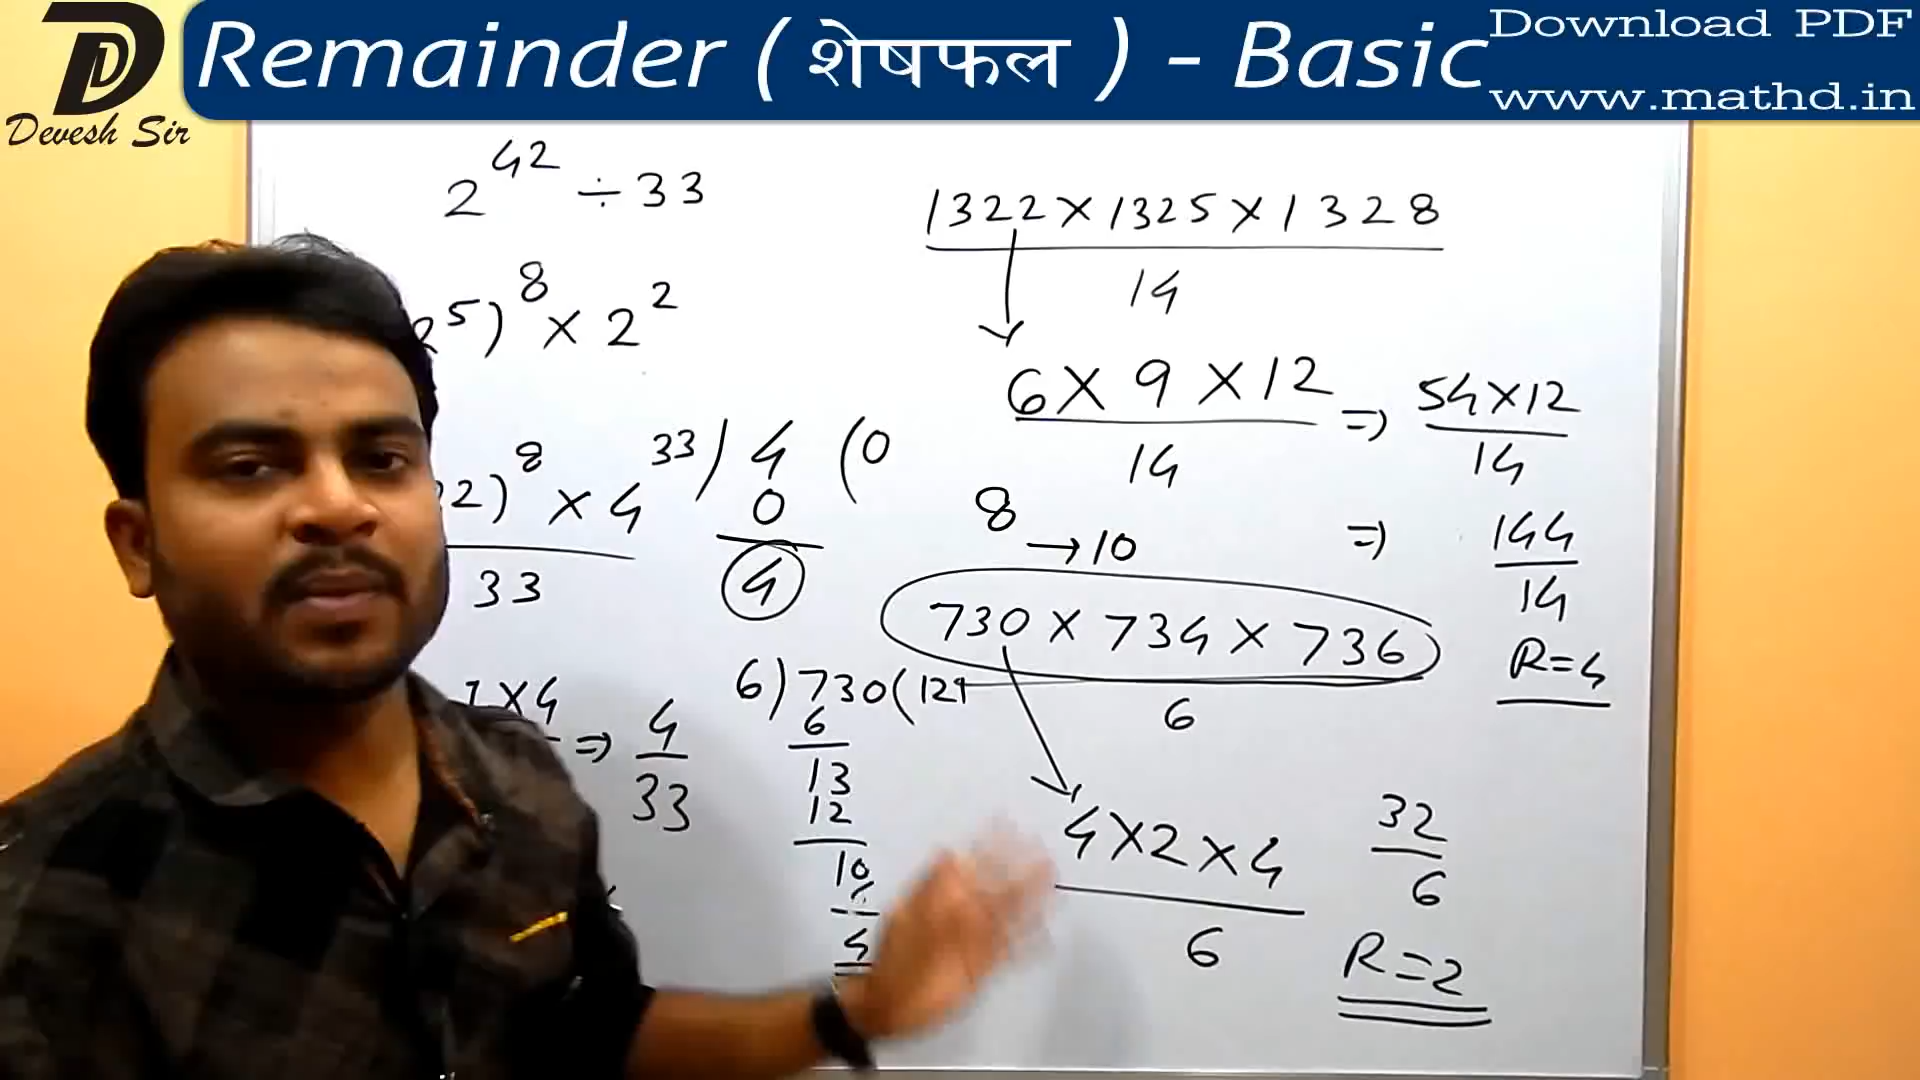 Devesh Sir
Remainder ( शेषफल ) - Basic
Download PDF
www.mathd.in
2^42 ÷ 33
5)^8 × 2^2
2)^8 × 4
33
33 ) 4 ( 0
0
4
× 4
⇒ 4
33
6 ) 730 ( 121
6
13
12
10
6
4
1322 × 1325 × 1328
14
6 × 9 × 12
14
⇒ 54 × 12
14
⇒ 144
14
R = 4
8
→ 10
730 × 734 × 736
6
4 × 2 × 4
6
32
6
R = 2